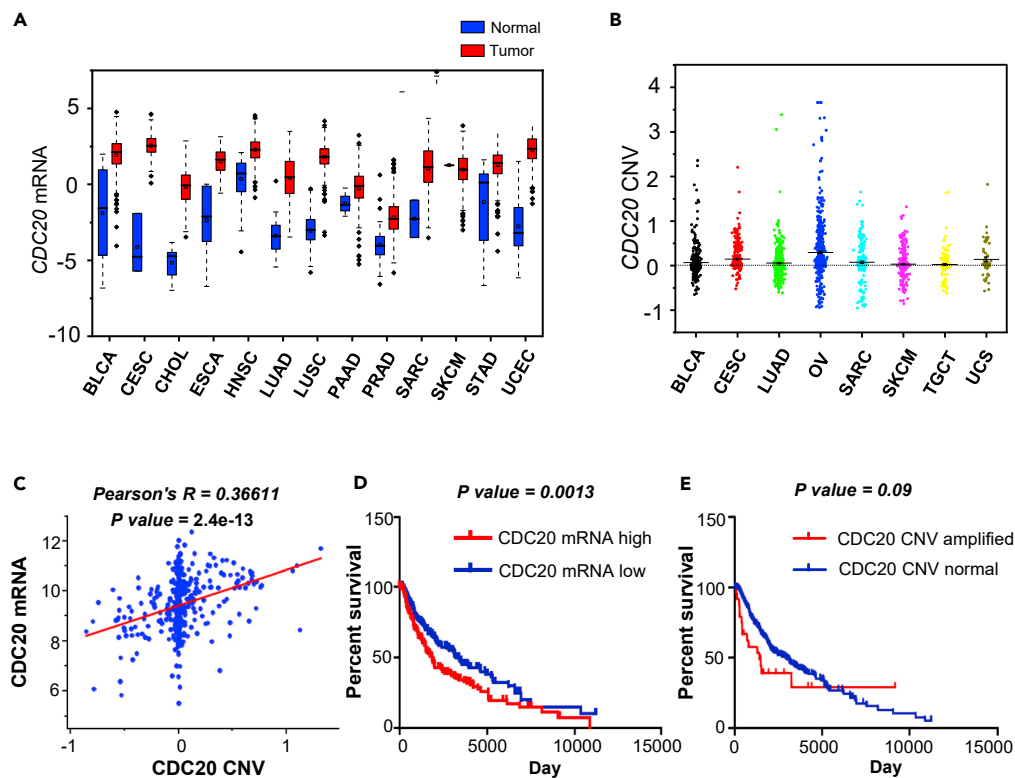 A
Normal
Tumor
CDC20 mRNA
5
0
-5
-10
BLCA
CESC
CHOL
ESCA
HNSC
LUAD
LUSC
PAAD
PRAD
SARC
SKCM
STAD
UCEC
B
CDC20 CNV
4
3
2
1
0
-1
BLCA
CESC
LUAD
OV
SARC
SKCM
TGCT
UCS
C
Pearson's R = 0.36611
P value = 2.4e-13
CDC20 mRNA
12
10
8
6
-1
0
1
CDC20 CNV
D
P value = 0.0013
CDC20 mRNA high
CDC20 mRNA low
Percent survival
150
100
50
0
0
5000
10000
15000
Day
E
P value = 0.09
CDC20 CNV amplified
CDC20 CNV normal
Percent survival
150
100
50
0
0
5000
10000
15000
Day